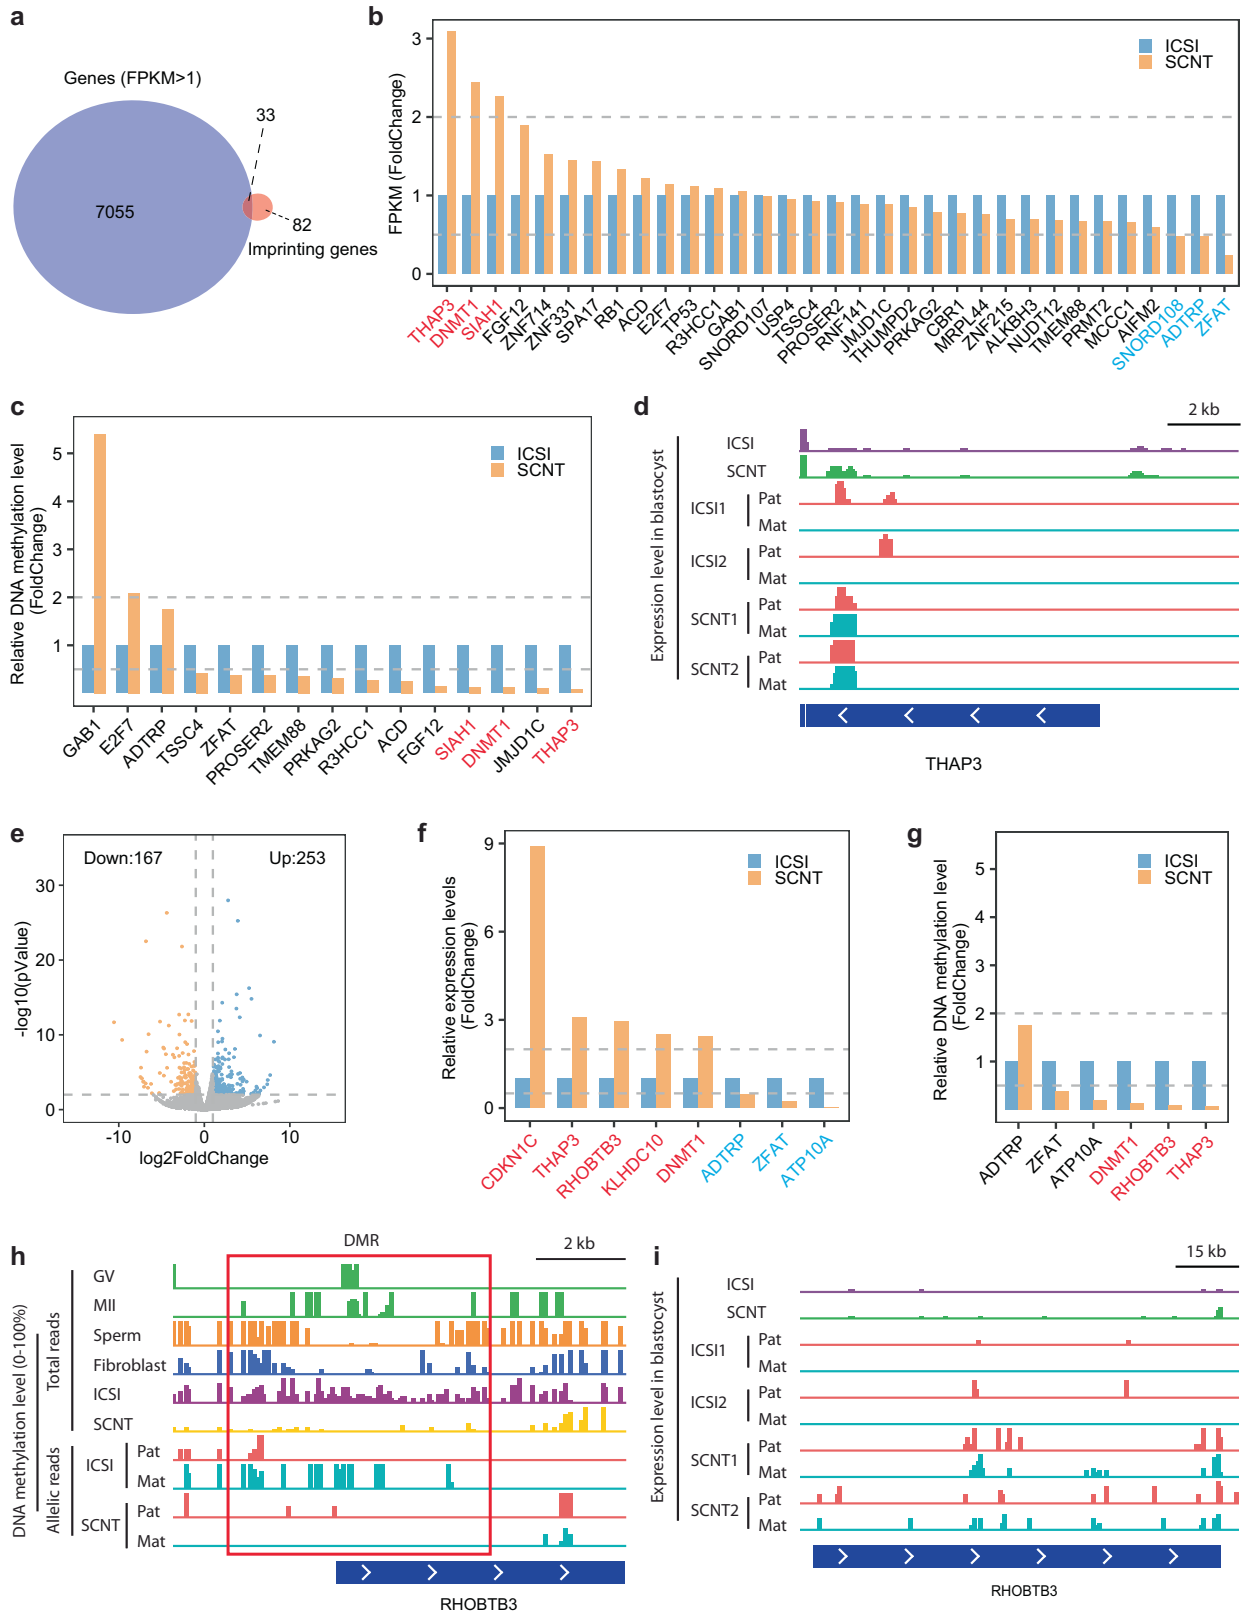 a
Genes (FPKM>1)
33
7055
82
Imprinting genes
b
FPKM (FoldChange)
3
2
1
0
ICSI
SCNT
THAP3
DNMT1
SIAH1
FGF12
ZNF714
ZNF331
SPA17
RB1
ACD
E2F7
TP53
R3HCC1
GAB1
SNORD107
USP4
TSSC4
PROSER2
RNF141
JMJD1C
THUMPD2
PRKAG2
CBR1
MRPL44
ZNF215
ALKBH3
NUDT12
TMEM88
PRMT2
MCCC1
AIFM2
SNORD108
ADTRP
ZFAT
c
Relative DNA methylation level
(FoldChange)
5
4
3
2
1
ICSI
SCNT
GAB1
E2F7
ADTRP
TSSC4
ZFAT
PROSER2
TMEM88
PRKAG2
R3HCC1
ACD
FGF12
SIAH1
DNMT1
JMJD1C
THAP3
d
2 kb
Expression level in blastocyst
ICSI
SCNT
ICSI1
Pat
Mat
ICSI2
Pat
Mat
SCNT1
Pat
Mat
SCNT2
Pat
Mat
THAP3
e
Down:167
Up:253
-log10(pValue)
30
20
10
0
-10
0
10
log2FoldChange
f
Relative expression levels
(FoldChange)
9
6
3
0
ICSI
SCNT
CDKN1C
THAP3
RHOBTB3
KLHDC10
DNMT1
ADTRP
ZFAT
ATP10A
g
Relative DNA methylation level
(FoldChange)
5
4
3
2
1
ICSI
SCNT
ADTRP
ZFAT
ATP10A
DNMT1
RHOBTB3
THAP3
h
DMR
2 kb
DNA methylation level (0-100%)
Total reads
GV
MII
Sperm
Fibroblast
ICSI
SCNT
Allelic reads
ICSI
Pat
Mat
SCNT
Pat
Mat
RHOBTB3
i
15 kb
Expression level in blastocyst
ICSI
SCNT
ICSI1
Pat
Mat
ICSI2
Pat
Mat
SCNT1
Pat
Mat
SCNT2
Pat
Mat
RHOBTB3